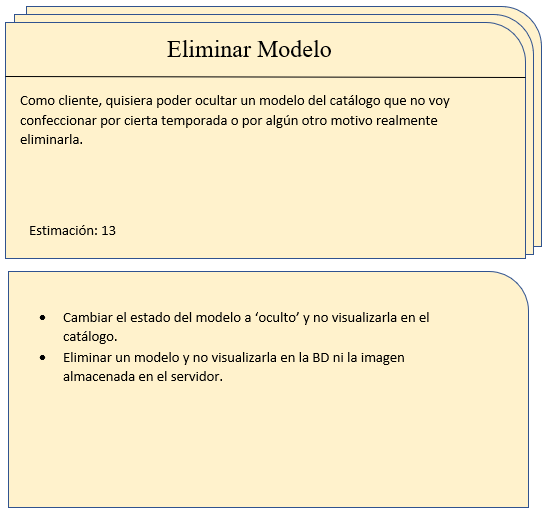 Eliminar Modelo
Como cliente, quisiera poder ocultar un modelo del catálogo que no voy
confeccionar por cierta temporada o por algún otro motivo realmente
eliminarla.
Estimación: 13
• Cambiar el estado del modelo a ‘oculto’ y no visualizarla en el
catálogo.
• Eliminar un modelo y no visualizarla en la BD ni la imagen
almacenada en el servidor.